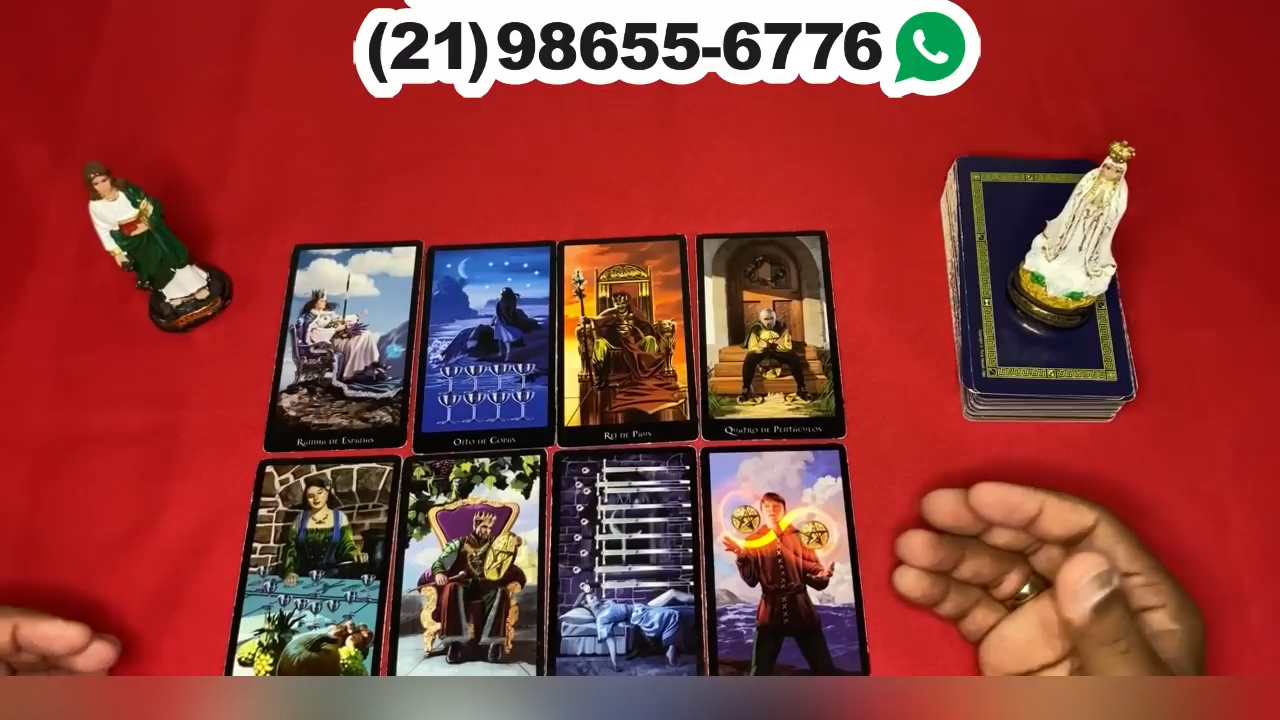 (21)98655-6776
Rainha de Espadas
Oito de Copas
Rei de Paus
Quatro de Pentáculos